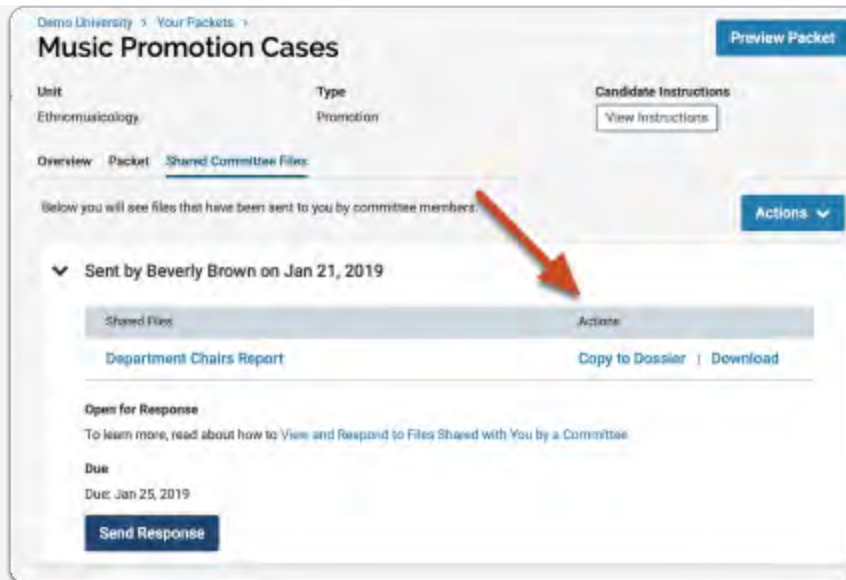 Demo University > Your Packets >
Music Promotion Cases
Preview Packet
Unit Type Candidate Instructions
Ethnomusicology Promotion View Instructions
Overview Packet Shared Committee Files
Below you will see files that have been sent to you by committee members.
Actions
Sent by Beverly Brown on Jan 21, 2019
Shared Files Actions
Department Chairs Report Copy to Dossier | Download
Open for Response
To learn more, read about how to View and Respond to Files Shared with You by a Committee
Due
Due: Jan 25, 2019
Send Response